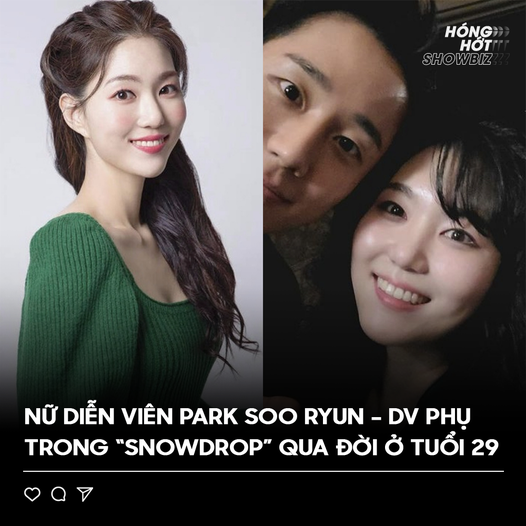 HÓNG
HỚT
SHOWBIZ
NỮ DIỄN VIÊN PARK SOO RYUN – DV PHỤ
TRONG “SNOWDROP” QUA ĐỜI Ở TUỔI 29